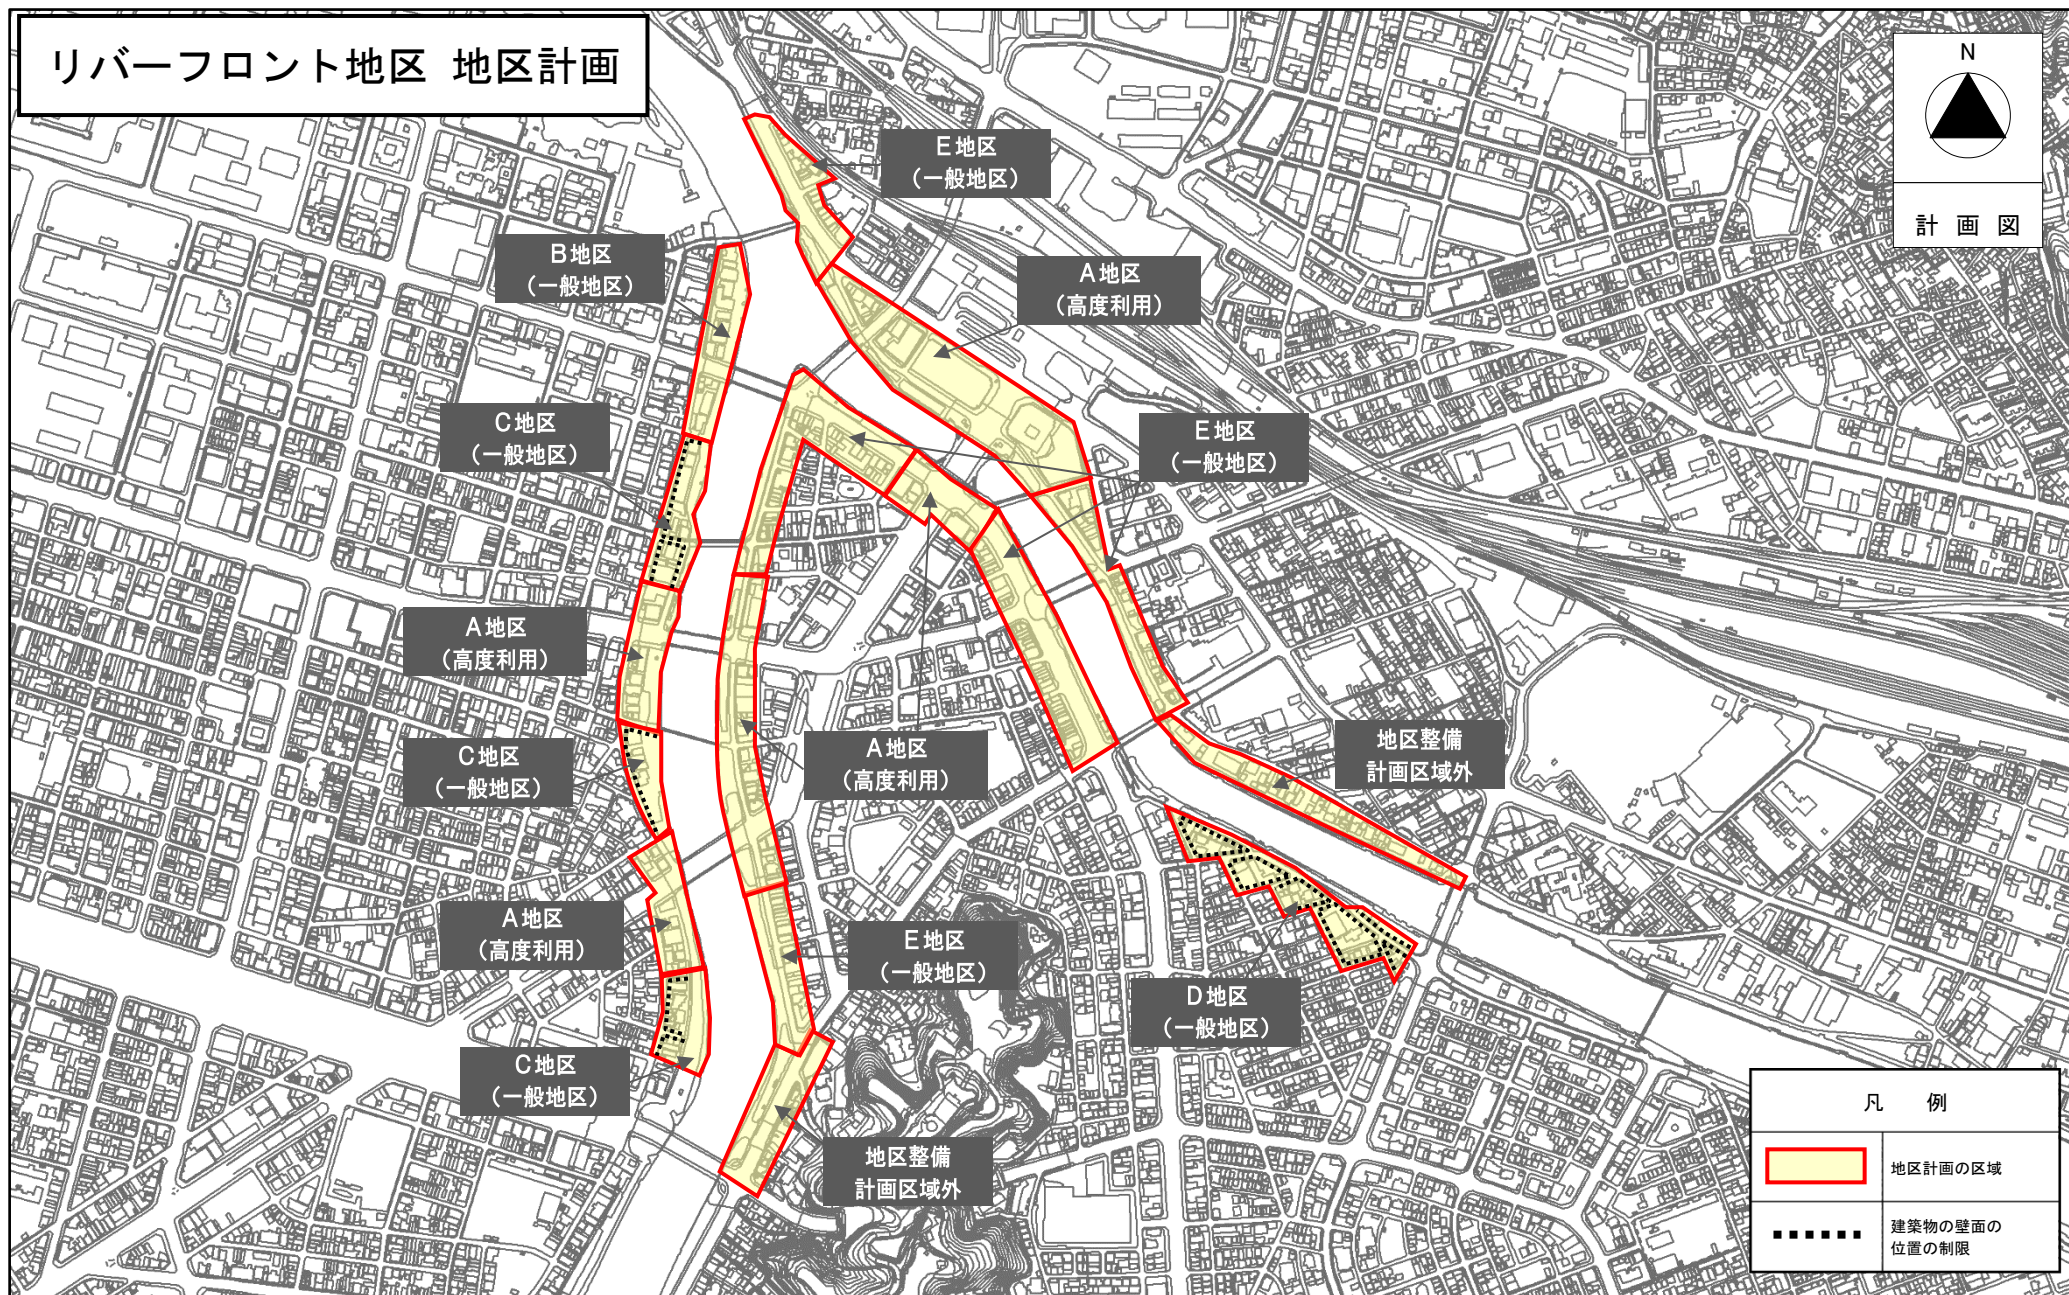 リバーフロント地区 地区計画
N
計画図
E地区
(一般地区)
B地区
(一般地区)
A地区
(高度利用)
C地区
(一般地区)
E地区
(一般地区)
A地区
(高度利用)
C地区
(一般地区)
A地区
(高度利用)
地区整備
計画区域外
A地区
(高度利用)
E地区
(一般地区)
D地区
(一般地区)
C地区
(一般地区)
地区整備
計画区域外
凡 例
地区計画の区域
建築物の壁面の
位置の制限